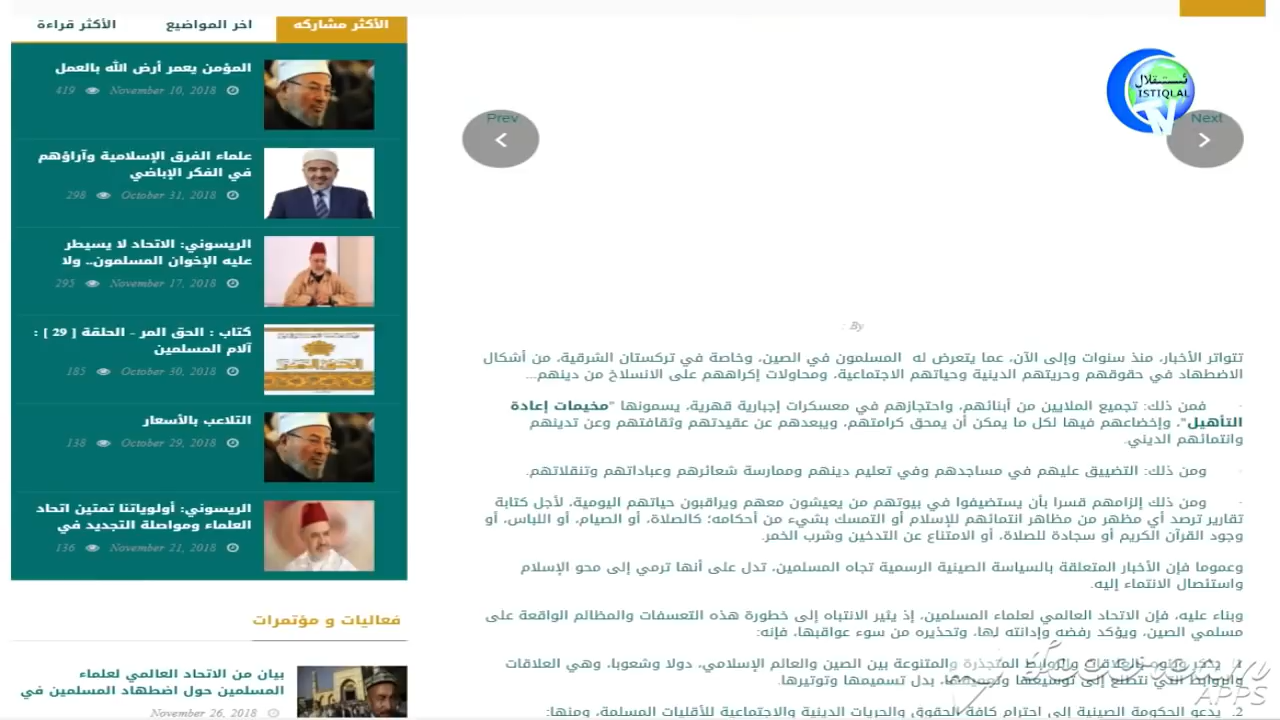 الأكثر مشاركه
اخر المواضيع
الأكثر قراءة
المؤمن يعمر أرض الله بالعمل
November 10, 2018
419
علماء الفرق الإسلامية وآراؤهم
في الفكر الإباضي
October 31, 2018
298
الريسوني: الاتحاد لا يسيطر
عليه الإخوان المسلمون.. ولا
November 17, 2018
295
كتاب : الحق المر - الحلقة [ 29 ] :
آلام المسلمين
October 30, 2018
185
التلاعب بالأسعار
October 29, 2018
138
الريسوني: أولوياتنا تمتين اتحاد
العلماء ومواصلة التجديد في
November 21, 2018
136
فعاليات و مؤتمرات
بيان من الاتحاد العالمي لعلماء
المسلمين حول اضطهاد المسلمين في
November 26, 2018
ئىستىقلال
ISTIQLAL
TV
Prev
Next
By :
تتواتر الأخبار، منذ سنوات وإلى الآن، عما يتعرض له المسلمون في الصين، وخاصة في تركستان الشرقية، من أشكال
الاضطهاد في حقوقهم وحريتهم الدينية وحياتهم الاجتماعية، ومحاولات إكراههم على الانسلاخ من دينهم...
· فمن ذلك: تجميع الملايين من أبنائهم، واحتجازهم في معسكرات إجبارية قهرية، يسمونها "مخيمات إعادة
التأهيل"، وإخضاعهم فيها لكل ما يمكن أن يمحق كرامتهم، ويبعدهم عن عقيدتهم وثقافتهم وعن تدينهم
وانتمائهم الديني.
· ومن ذلك: التضييق عليهم في مساجدهم وفي تعليم دينهم وممارسة شعائرهم وعباداتهم وتنقلاتهم.
· ومن ذلك إلزامهم قسرا بأن يستضيفوا في بيوتهم من يعيشون معهم ويراقبون حياتهم اليومية، لأجل كتابة
تقارير ترصد أي مظهر من مظاهر انتمائهم للإسلام أو التمسك بشيء من أحكامه؛ كالصلاة، أو الصيام، أو اللباس، أو
وجود القرآن الكريم أو سجادة للصلاة، أو الامتناع عن التدخين وشرب الخمر.
وعموما فإن الأخبار المتعلقة بالسياسة الصينية الرسمية تجاه المسلمين، تدل على أنها ترمي إلى محو الإسلام
واستئصال الانتماء إليه.
وبناء عليه، فإن الاتحاد العالمي لعلماء المسلمين، إذ يثير الانتباه إلى خطورة هذه التعسفات والمظالم الواقعة على
مسلمي الصين، ويؤكد رفضه وإدانته لها، وتحذيره من سوء عواقبها، فإنه:
بالعلاقات والروابط المتجذرة والمتنوعة بين الصين والعالم الإسلامي، دولا وشعوبا، وهي العلاقات
والروابط التي نتطلع إلى توسيعها وتمتينها، بدل تسميمها وتوتيرها.
2 يدعو الحكومة الصينية إلى احترام كافة الحقوق والحريات الدينية والاجتماعية للأقليات المسلمة، ومنها:
APPS